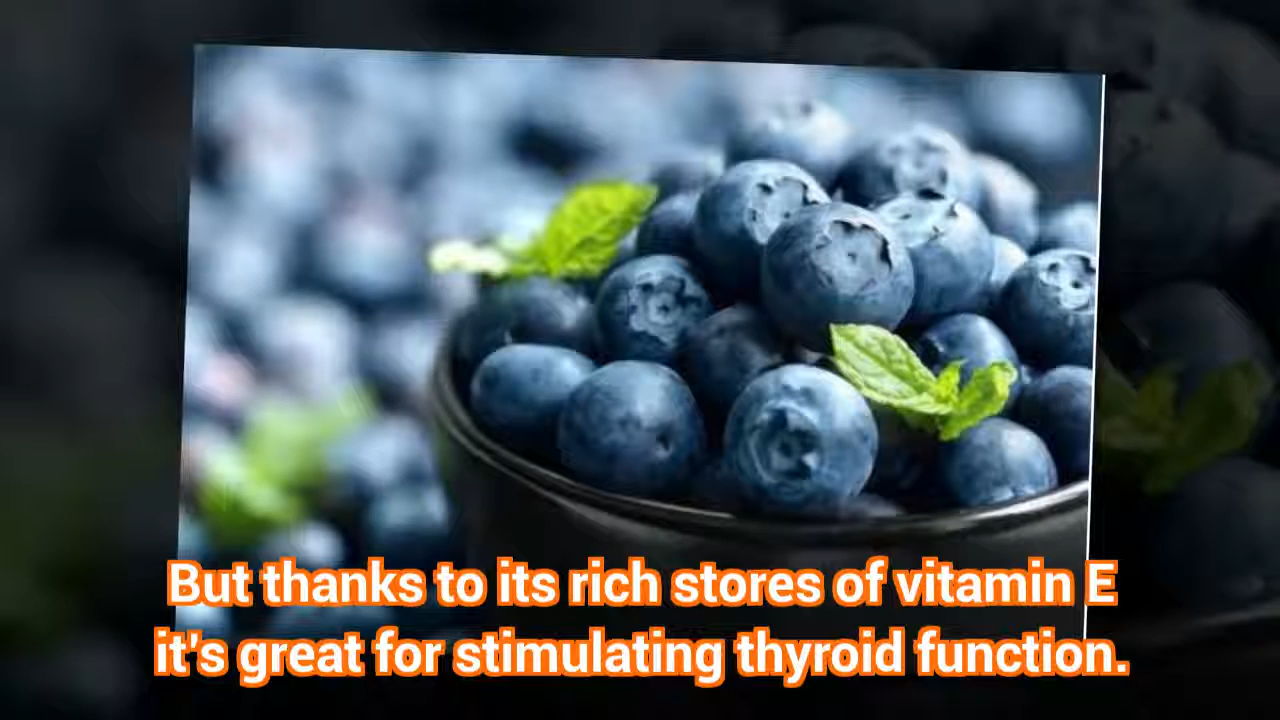 But thanks to its rich stores of vitamin E
it's great for stimulating thyroid function.